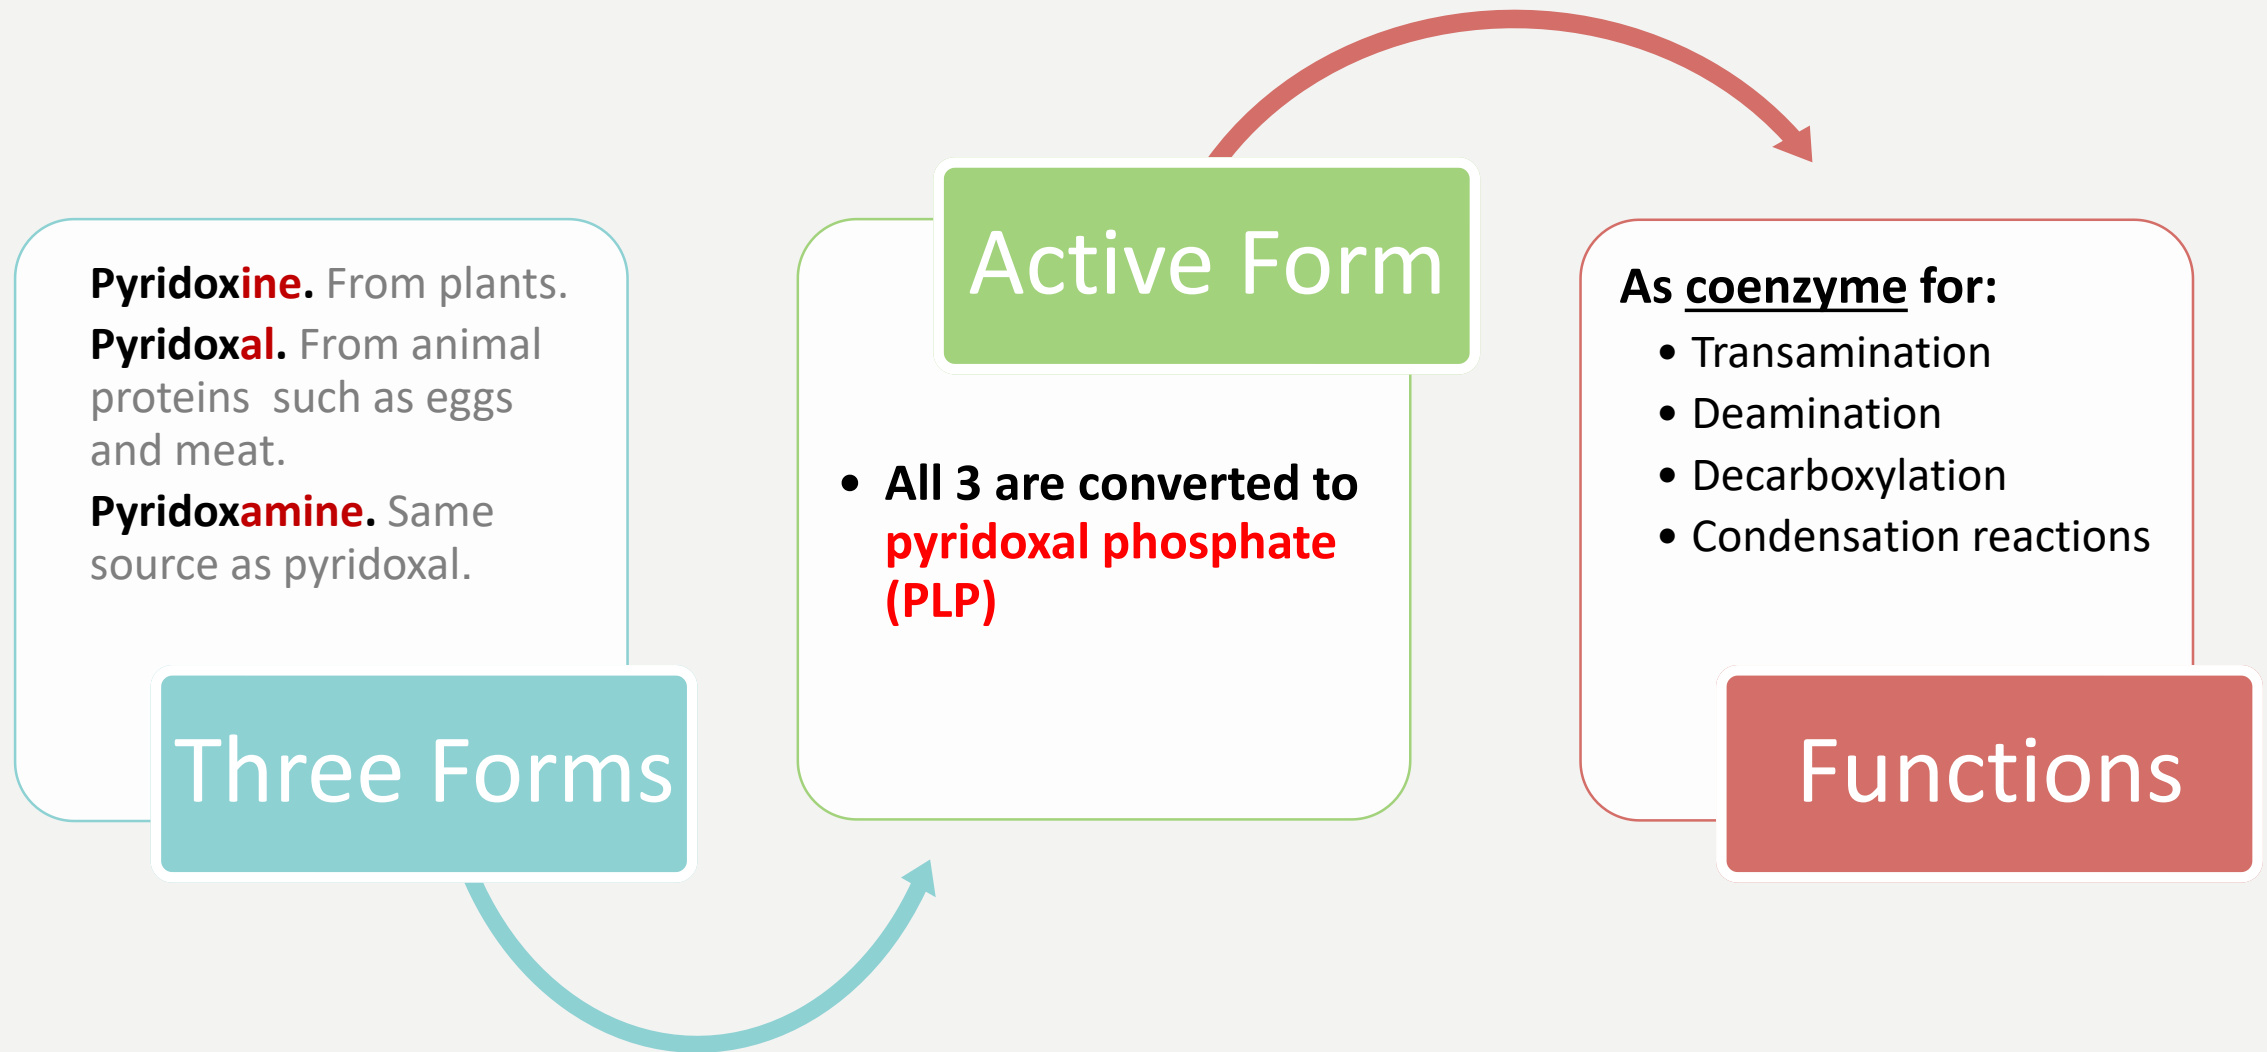 Pyridoxine. From plants.
Pyridoxal. From animal
proteins  such as eggs
and meat.
Pyridoxamine. Same
source as pyridoxal.
Three Forms
Active Form
• All 3 are converted to
pyridoxal phosphate
(PLP)
As coenzyme for:
• Transamination
• Deamination
• Decarboxylation
• Condensation reactions
Functions